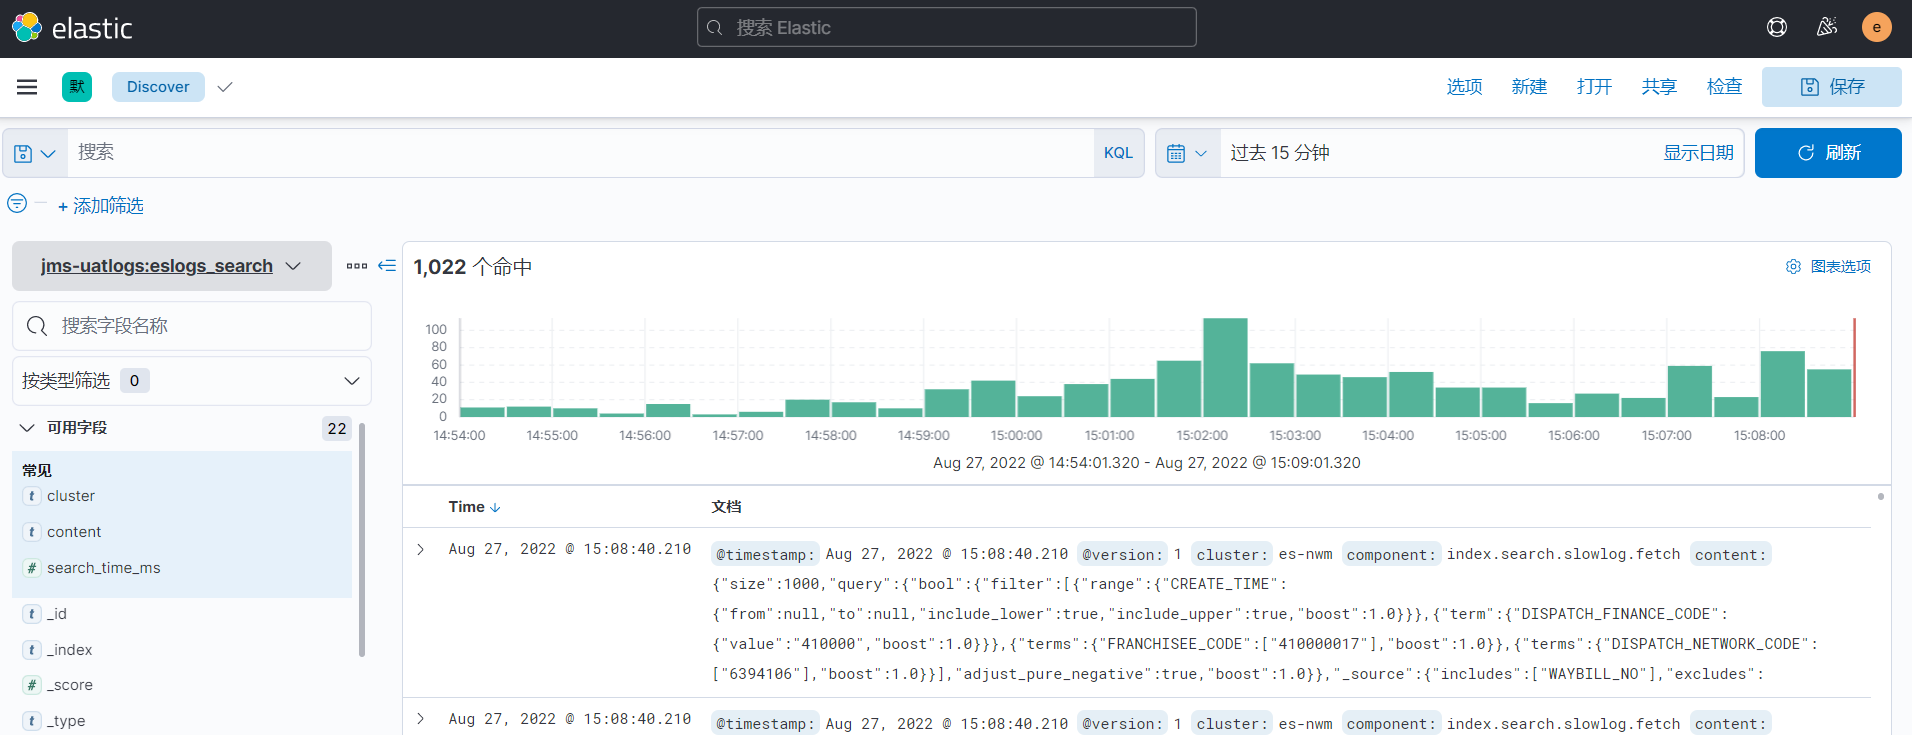 elastic
搜索 Elastic
e
默
Discover
选项 新建 打开 共享 检查 保存
搜索
KQL
过去 15 分钟
显示日期
刷新
+ 添加筛选
jms-uatlogs:eslogs_search
搜索字段名称
按类型筛选 0
可用字段 22
常见
t cluster
t content
# search_time_ms
t _id
t _index
# _score
t _type
1,022 个命中
图表选项
100
80
60
40
20
0
14:54:00 14:55:00 14:56:00 14:57:00 14:58:00 14:59:00 15:00:00 15:01:00 15:02:00 15:03:00 15:04:00 15:05:00 15:06:00 15:07:00 15:08:00
Aug 27, 2022 @ 14:54:01.320 - Aug 27, 2022 @ 15:09:01.320
Time 文档
Aug 27, 2022 @ 15:08:40.210 @timestamp: Aug 27, 2022 @ 15:08:40.210 @version: 1 cluster: es-nwm component: index.search.slowlog.fetch content:
{"size":1000,"query":{"bool":{"filter":[{"range":{"CREATE_TIME":
{"from":null,"to":null,"include_lower":true,"include_upper":true,"boost":1.0}}},{"term":{"DISPATCH_FINANCE_CODE":
{"value":"410000","boost":1.0}}},{"terms":{"FRANCHISEE_CODE":["410000017"],"boost":1.0}},{"terms":{"DISPATCH_NETWORK_CODE":
["6394106"],"boost":1.0}}],"adjust_pure_negative":true,"boost":1.0}},"_source":{"includes":["WAYBILL_NO"],"excludes":
Aug 27, 2022 @ 15:08:40.210 @timestamp: Aug 27, 2022 @ 15:08:40.210 @version: 1 cluster: es-nwm component: index.search.slowlog.fetch content: